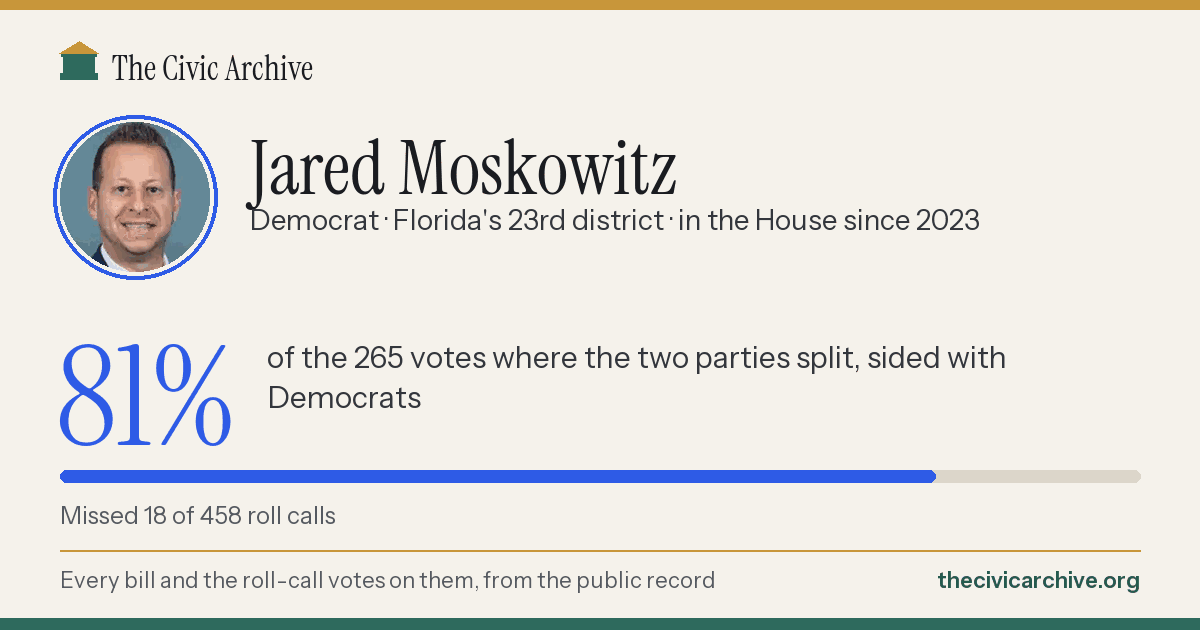 The Civic Archive
Jared Moskowitz
Democrat · Florida's 23rd district · in the House since 2023
81%
of the 265 votes where the two parties split, sided with
Democrats
Missed 18 of 458 roll calls
Every bill and the roll-call votes on them, from the public record
thecivicarchive.org